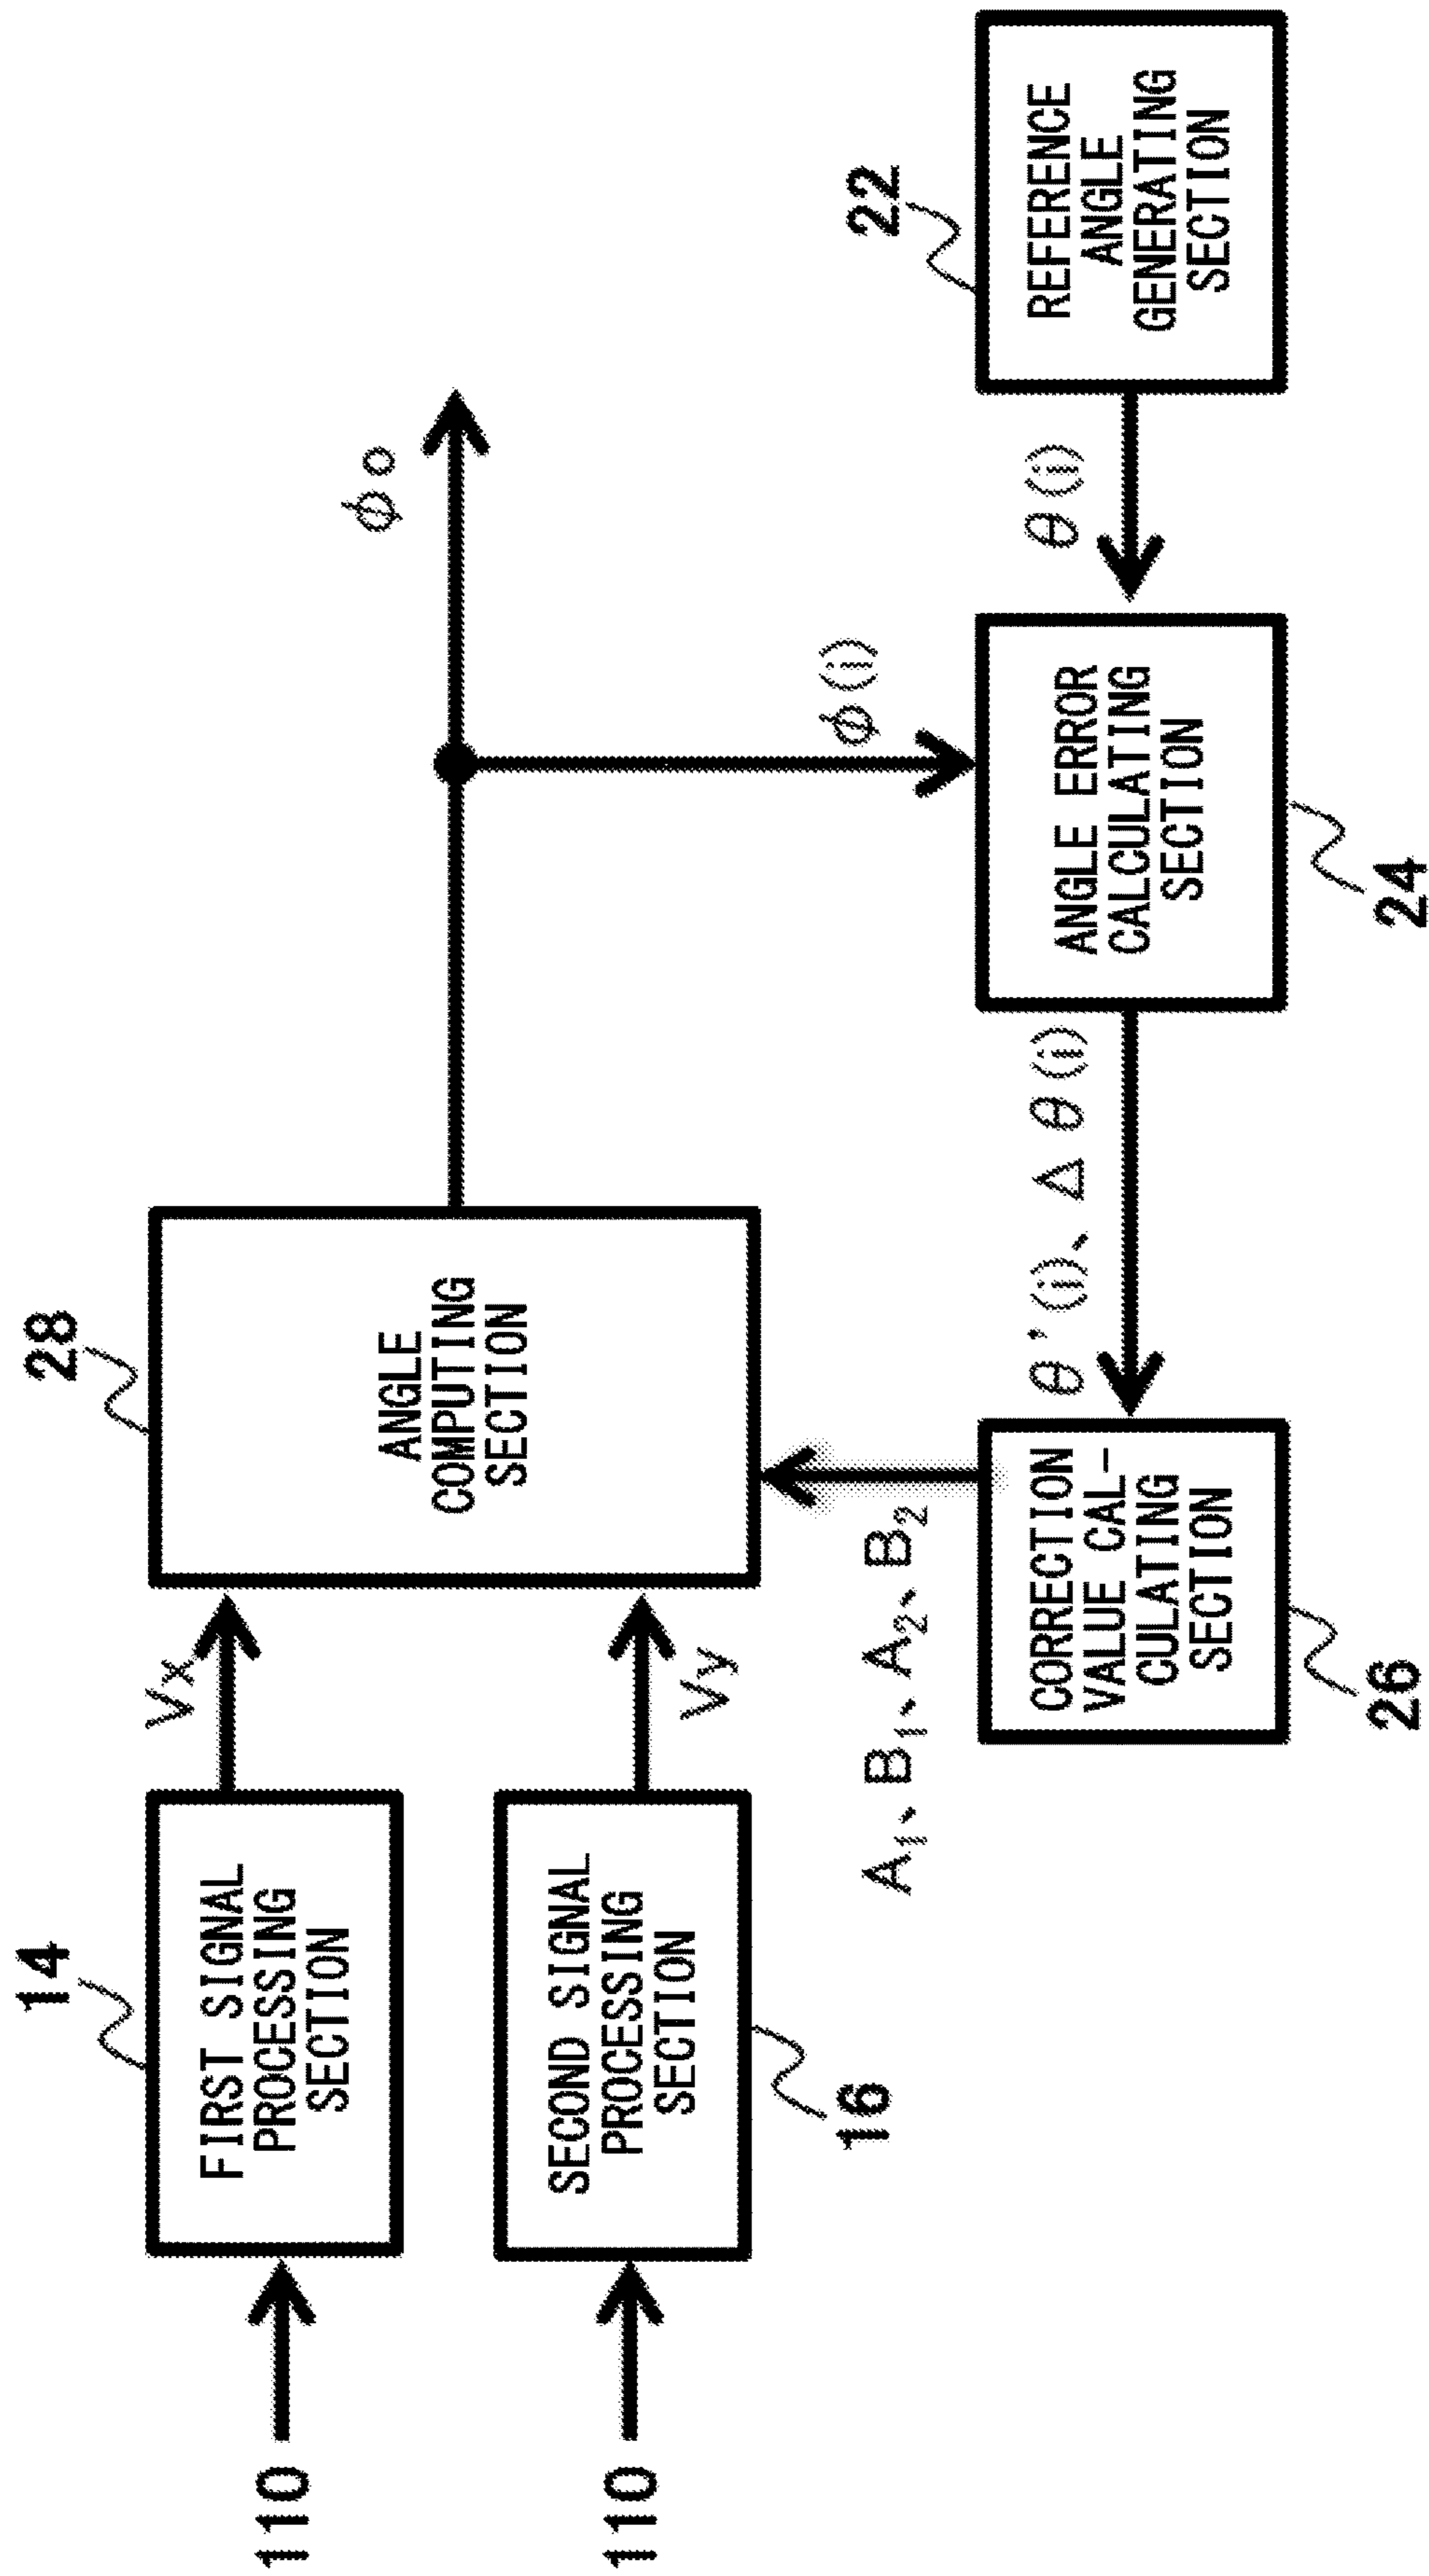 14
110
FIRST SIGNAL
PROCESSING
SECTION
Vx
28
ANGLE
COMPUTING
SECTION
φo
110
SECOND SIGNAL
PROCESSING
SECTION
16
Vy
A₁、B₁、A₂、B₂
φ(i)
22
CORRECTION
VALUE CAL-
CULATING
SECTION
26
θ'(i)、Δθ(i)
ANGLE ERROR
CALCULATING
SECTION
24
θ(i)
REFERENCE
ANGLE
GENERATING
SECTION